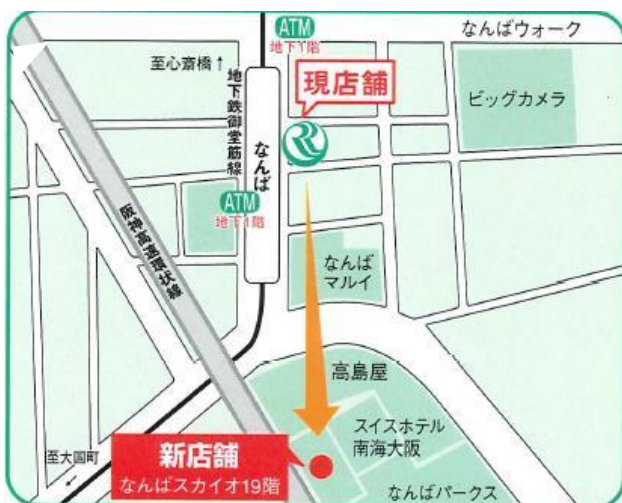 ATM
地下1階
なんばウォーク
至心斎橋↑
現店舗
ビッグカメラ
地下鉄御堂筋線
なんば
ATM
地下1階
阪神高速環状線
なんば
マルイ
高島屋
スイスホテル
南海大阪
新店舗
なんばスカイオ19階
至大国町
なんばパークス